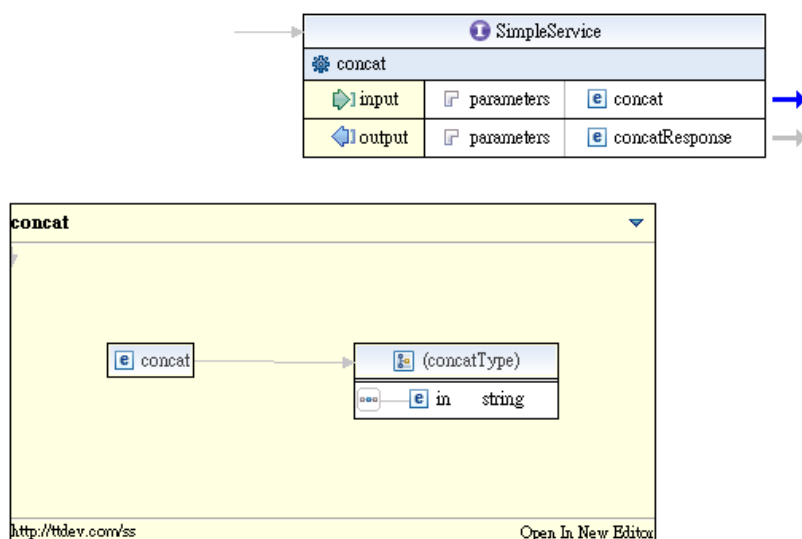 SimpleService
concat
input parameters e concat
output parameters e concatResponse
concat
e concat
(concatType)
e in string
http://ttdev.com/ss Open In New Editor